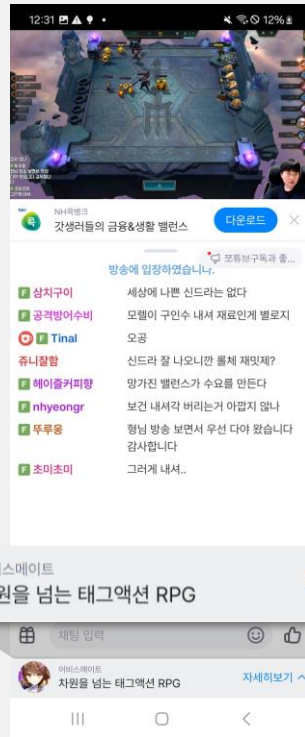 12:31
12%
NH콕뱅크
갓생러들의 금융&생활 밸런스
다운로드
쪼튜브구독과 좋...
방송에 입장하였습니다.
F 삼치구이 세상에 나쁜 신드라는 없다
F 공격방어수비 모렐이 구인수 내셔 재료인게 별로지
F Tinal 오공
쥬니잘함 신드라 잘 나오니깐 롤체 재밋제?
F 헤이즐커피향 망가진 밸런스가 수요를 만든다
F nhyeongr 보건 내셔각 버리는거 아깝지 않나
F 뚜루웅 형님 방송 보면서 우선 다야 왔습니다
감사합니다
F 초미초미 그러게 내셔..
스메이트
원을 넘는 태그액션 RPG
채팅 입력
어비스메이트
차원을 넘는 태그액션 RPG
자세히보기